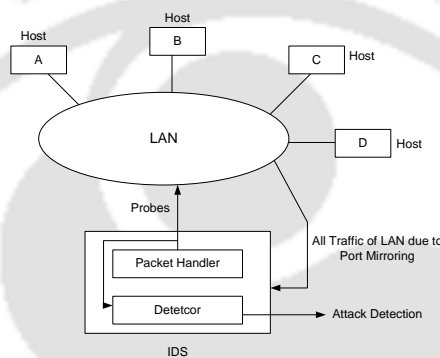 Host
B
Host
A
C
Host
LAN
D
Host
Probes
All Traffic of LAN due to
Port Mirroring
Packet Handler
Detetcor
Attack Detection
IDS